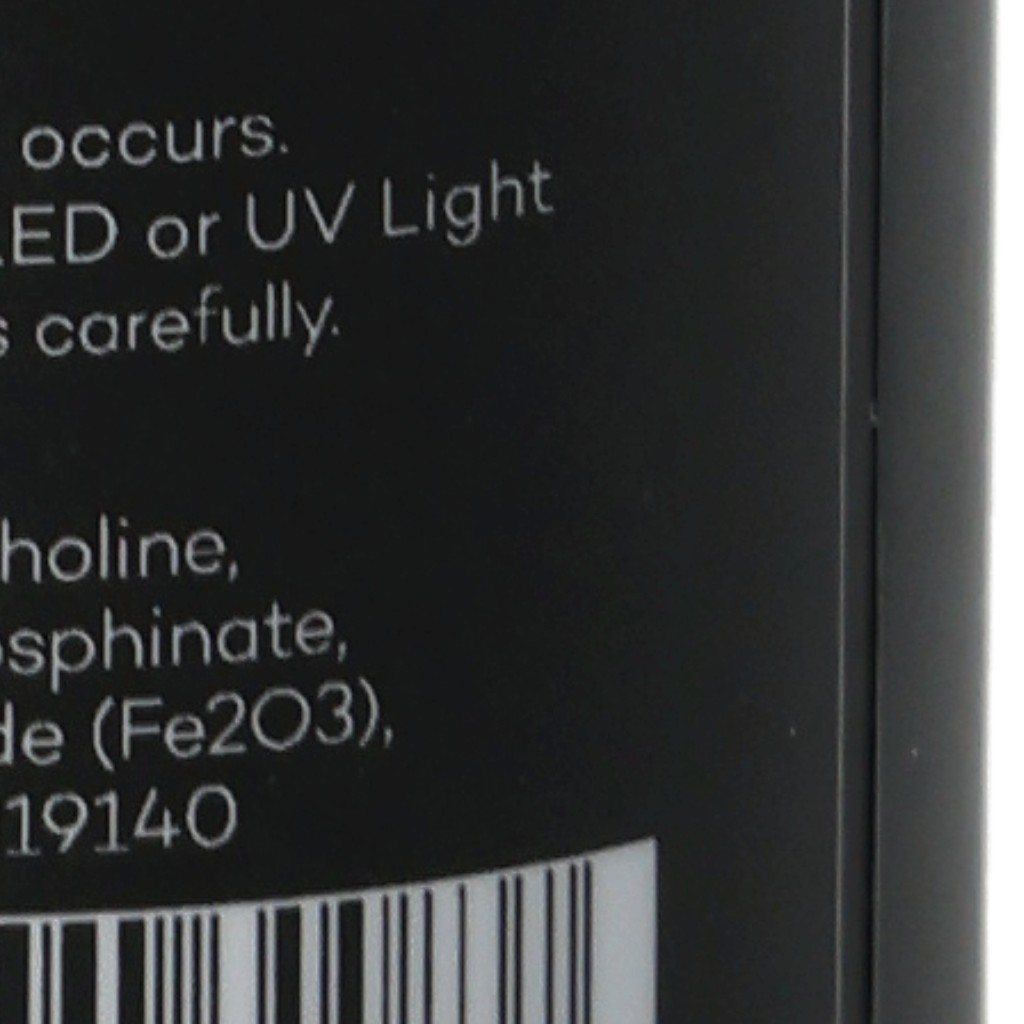 occurs.
LED or UV Light
s carefully.
holine,
osphinate,
de (Fe2O3),
19140